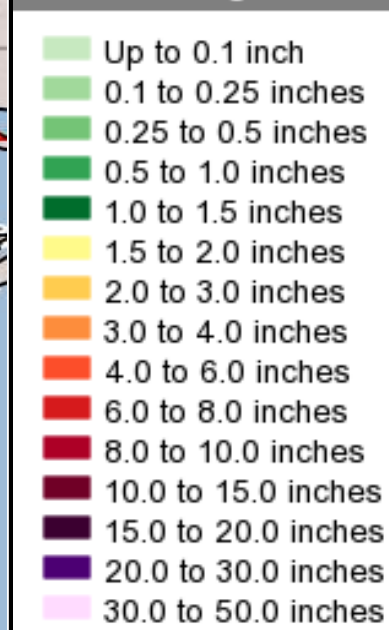 Up to 0.1 inch
0.1 to 0.25 inches
0.25 to 0.5 inches
0.5 to 1.0 inches
1.0 to 1.5 inches
1.5 to 2.0 inches
2.0 to 3.0 inches
3.0 to 4.0 inches
4.0 to 6.0 inches
6.0 to 8.0 inches
8.0 to 10.0 inches
10.0 to 15.0 inches
15.0 to 20.0 inches
20.0 to 30.0 inches
30.0 to 50.0 inches